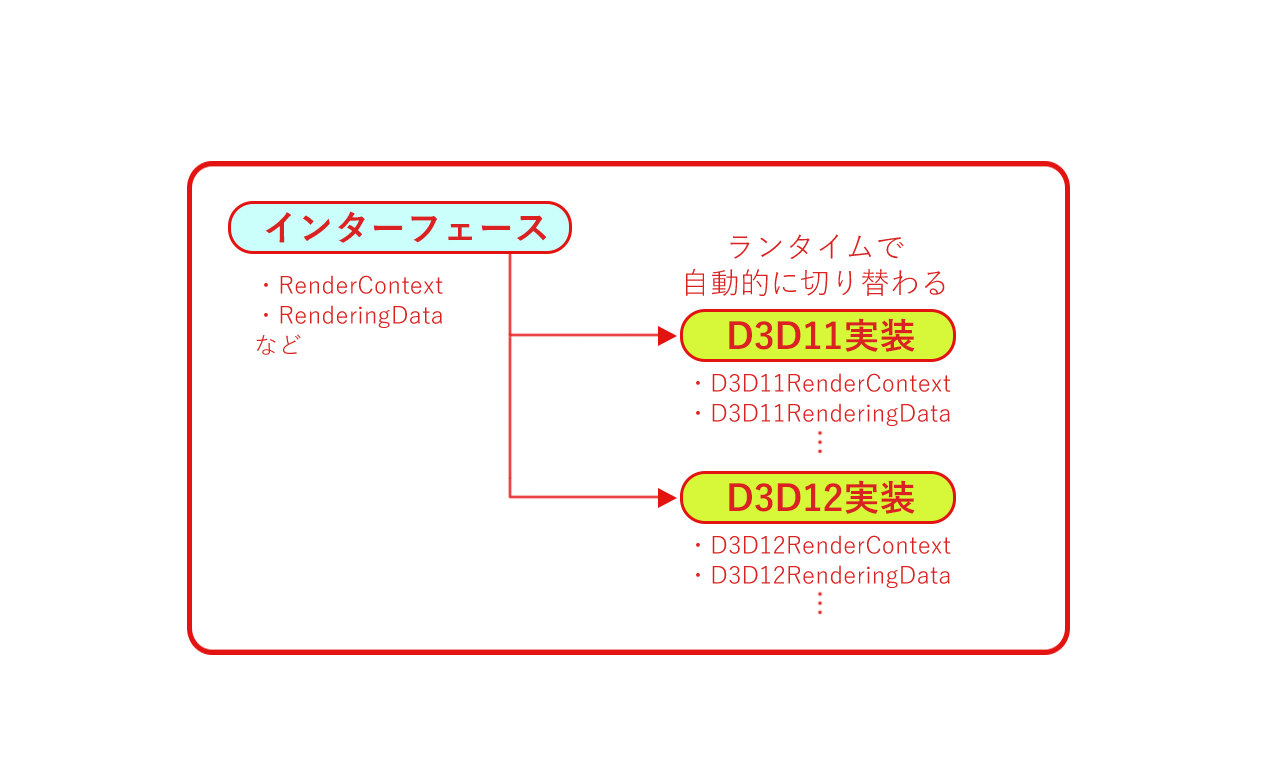 インターフェース
・RenderContext
・RenderingData
など
ランタイムで
自動的に切り替わる
D3D11実装
・D3D11RenderContext
・D3D11RenderingData
⋮
D3D12実装
・D3D12RenderContext
・D3D12RenderingData
⋮